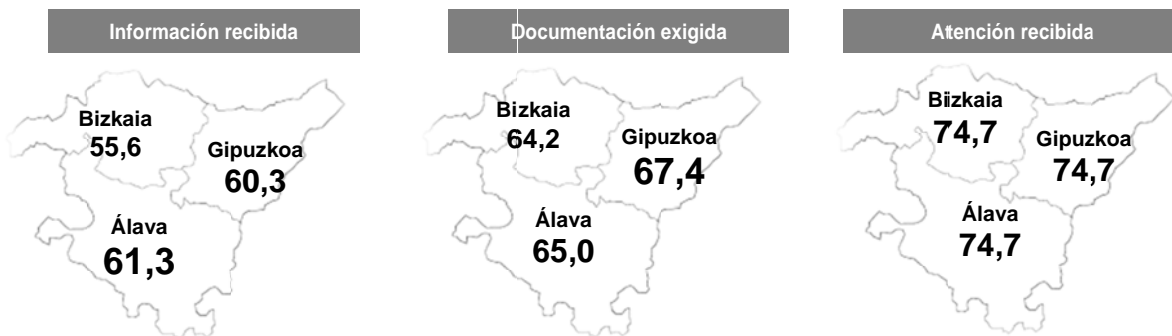 Información recibida
Bizkaia
55,6
Gipuzkoa
60,3
Álava
61,3
Documentación exigida
Bizkaia
64,2
Gipuzkoa
67,4
Álava
65,0
Atención recibida
Biizkaia
74,7
Gipuzkoa
74,7
Álava
74,7